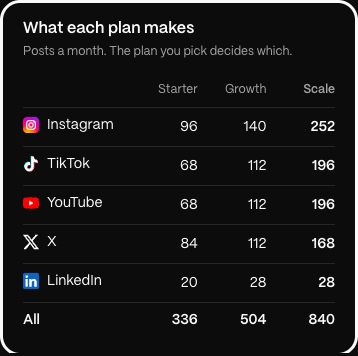 What each plan makes
Posts a month. The plan you pick decides which.
Starter Growth Scale
Instagram 96 140 252
TikTok 68 112 196
YouTube 68 112 196
X 84 112 168
in LinkedIn 20 28 28
All 336 504 840